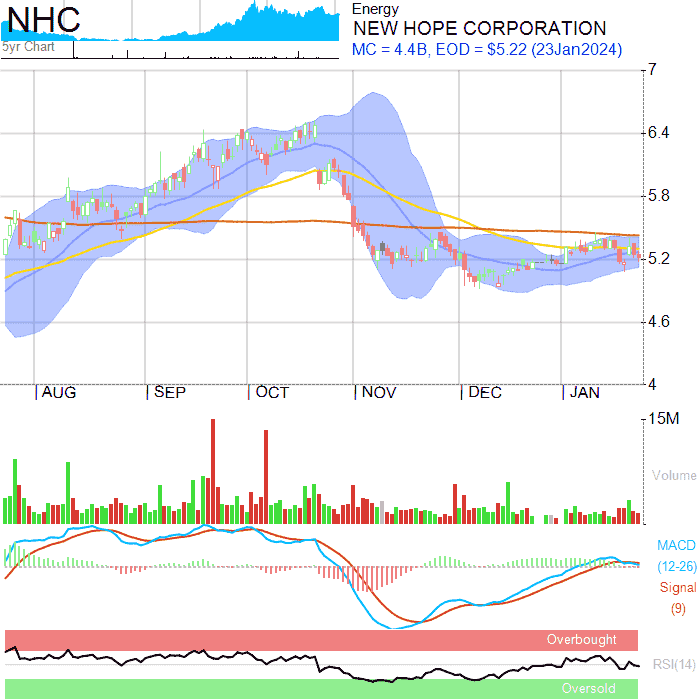 NHC
5yr Chart
Energy
NEW HOPE CORPORATION
MC = 4.4B, EOD = $5.22 (23Jan2024)
7
6.4
5.8
5.2
4.6
4
AUG SEP OCT NOV DEC JAN
15M
Volume
MACD
(12-26)
Signal
(9)
Overbought
RSI(14)
Oversold